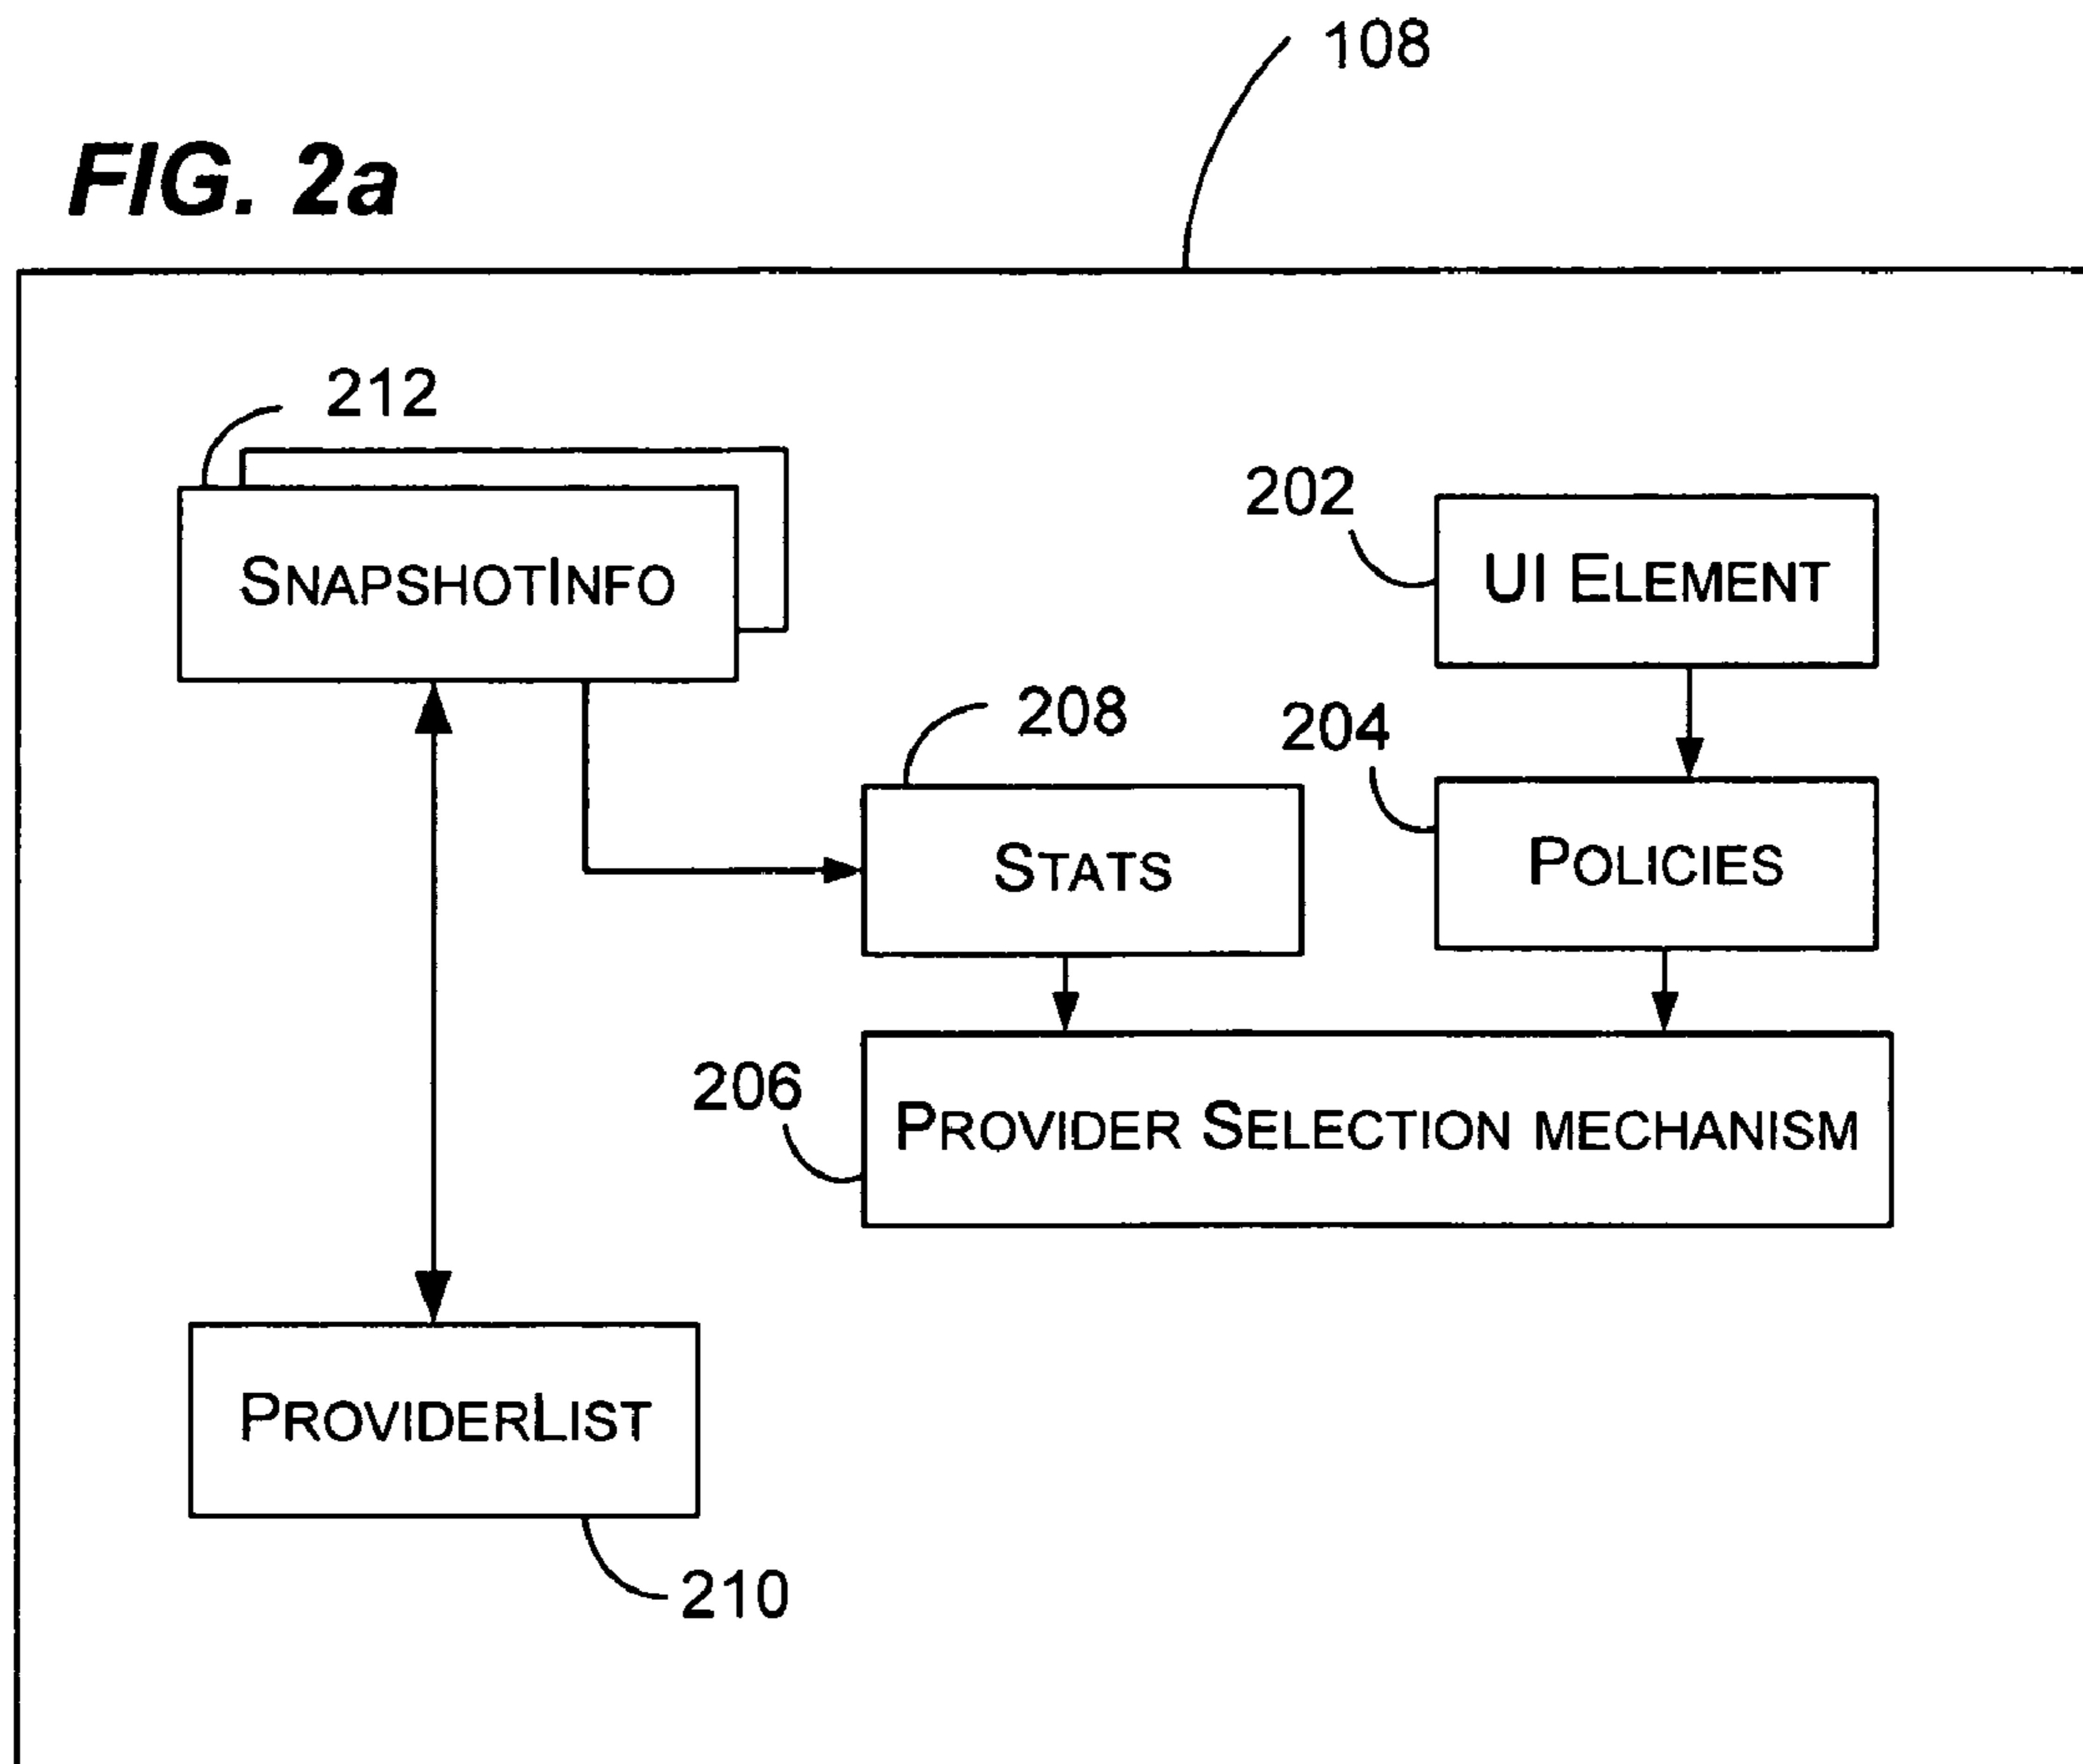 108
FIG. 2a
212
SNAPSHOTINFO
202
UI ELEMENT
208
204
STATS
POLICIES
206
PROVIDER SELECTION MECHANISM
PROVIDERLIST
210